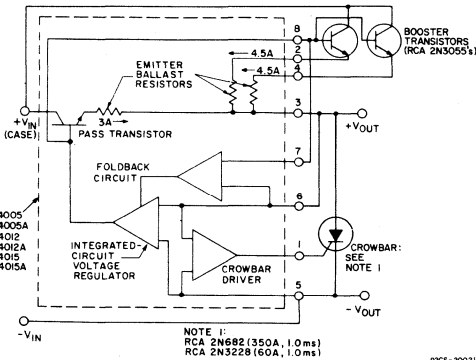 8
BOOSTER
TRANSISTORS
(RCA 2N3055's)
4.5A
2
EMITTER
BALLAST
RESISTORS
4.5A
4
3
3A
+VIN
(CASE)
PASS TRANSISTOR
+VOUT
FOLDBACK
CIRCUIT
7
6
4005
4005A
4012
4012A
4015
4015A
INTEGRATED-
CIRCUIT
VOLTAGE
REGULATOR
CROWBAR
DRIVER
1
CROWBAR:
SEE
NOTE 1
5
-VOUT
-VIN
NOTE 1:
RCA 2N682 (350A, 1.0ms)
RCA 2N3228 (60A, 1.0ms)